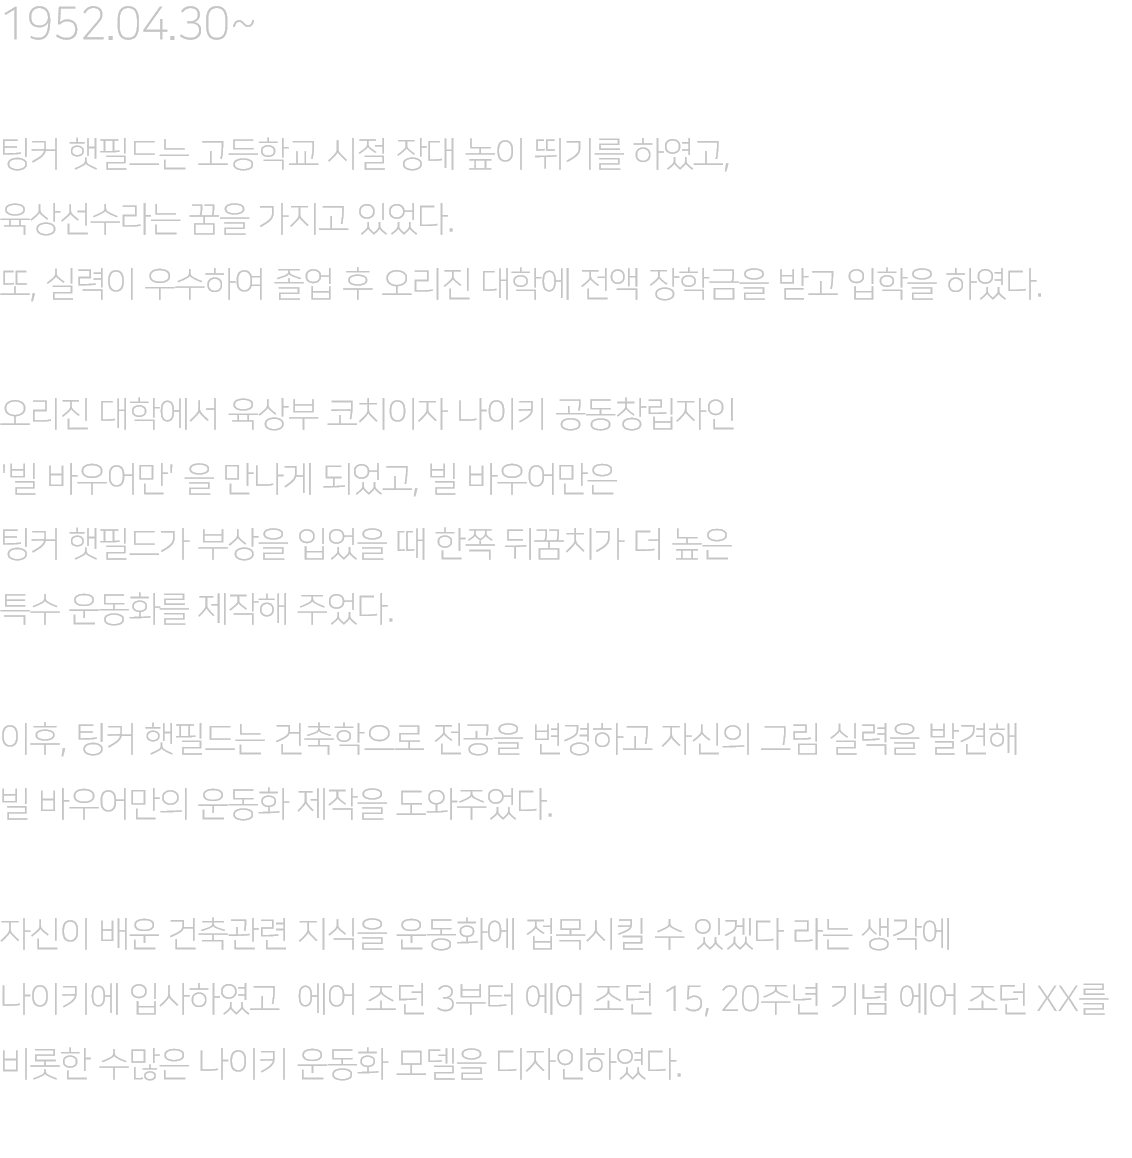 1952.04.30~
팅커 햇필드는 고등학교 시절 장대 높이 뛰기를 하였고,
육상선수라는 꿈을 가지고 있었다.
또, 실력이 우수하여 졸업 후 오리진 대학에 전액 장학금을 받고 입학을 하였다.
오리진 대학에서 육상부 코치이자 나이키 공동창립자인
'빌 바우어만' 을 만나게 되었고, 빌 바우어만은
팅커 햇필드가 부상을 입었을 때 한쪽 뒤꿈치가 더 높은
특수 운동화를 제작해 주었다.
이후, 팅커 햇필드는 건축학으로 전공을 변경하고 자신의 그림 실력을 발견해
빌 바우어만의 운동화 제작을 도와주었다.
자신이 배운 건축관련 지식을 운동화에 접목시킬 수 있겠다 라는 생각에
나이키에 입사하였고  에어 조던 3부터 에어 조던 15, 20주년 기념 에어 조던 XX를
비롯한 수많은 나이키 운동화 모델을 디자인하였다.